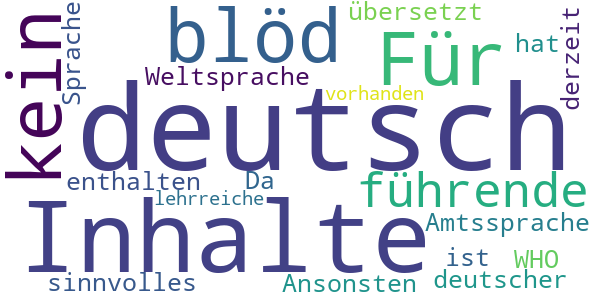 kein
Sprache
blöd
übersetzt
Für
hat
derzeit
Weltsprache
vorhanden
deutsch
enthalten
Da
führende
lehrreiche
Inhalte
Amtssprache
ist
WHO
sinnvolles
Ansonsten
deutscher